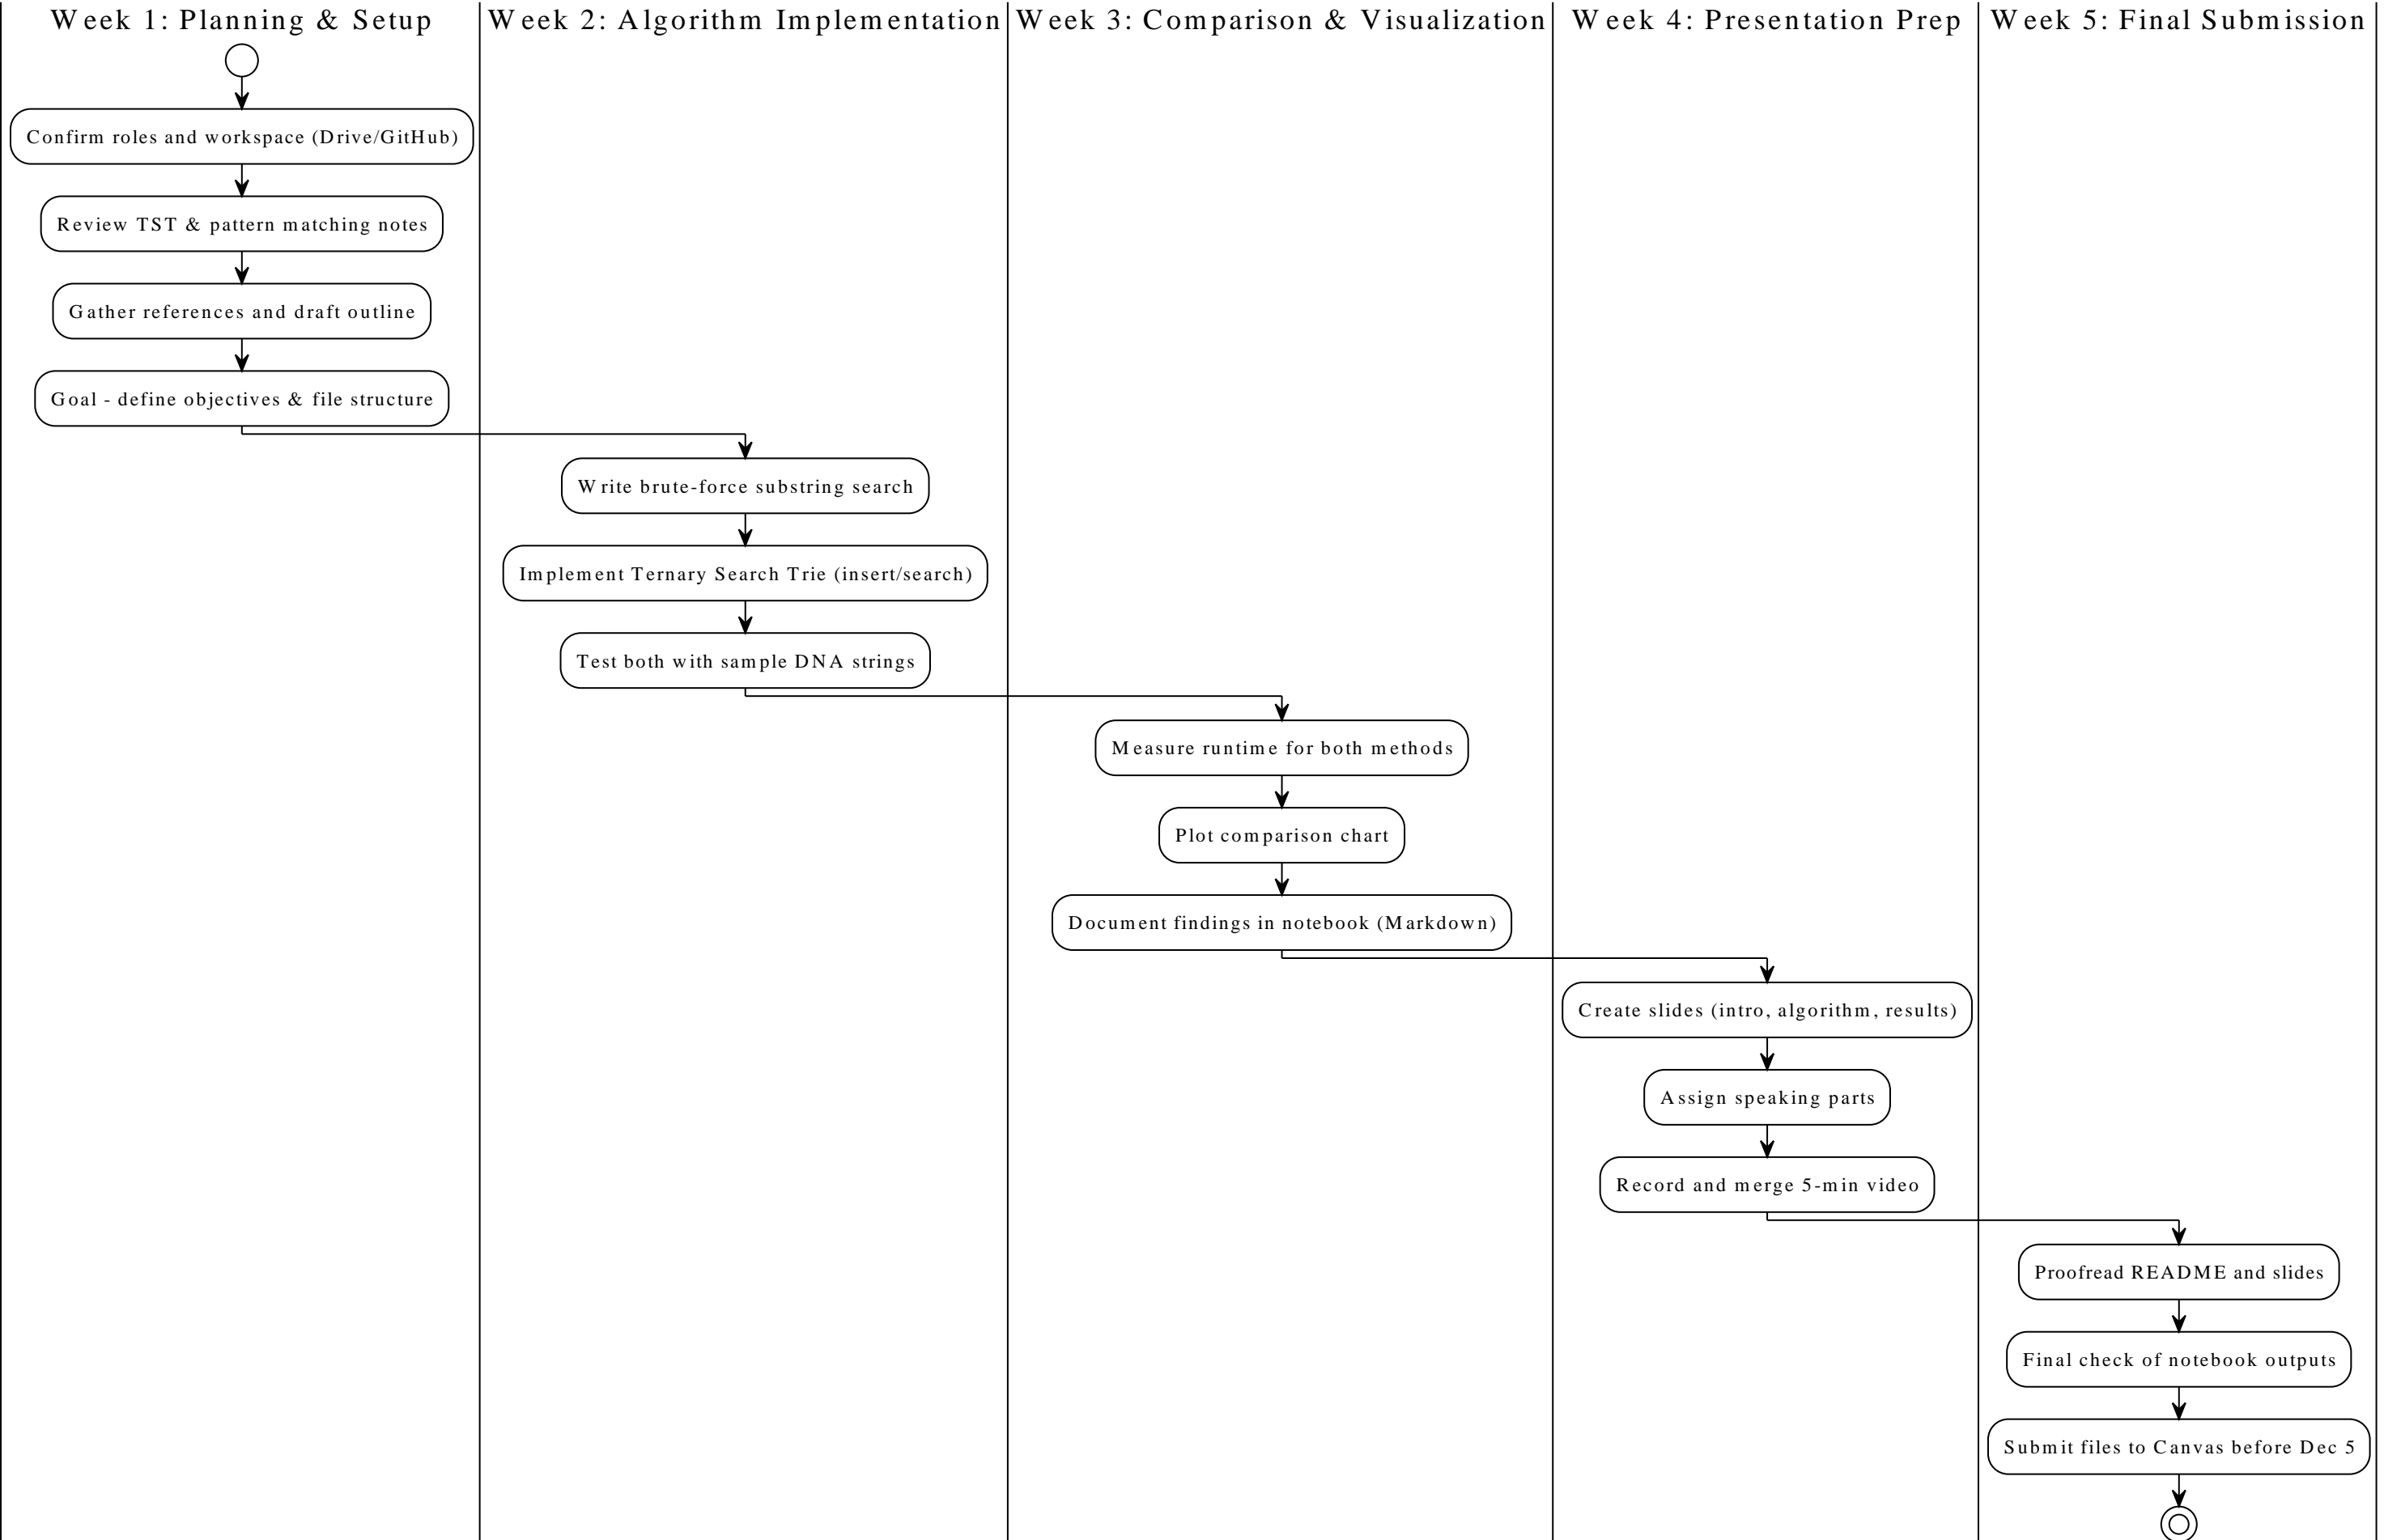 Week 1: Planning & Setup
Week 2: Algorithm Implementation
Week 3: Comparison & Visualization
Week 4: Presentation Prep
Week 5: Final Submission
Confirm roles and workspace (Drive/GitHub)
Review TST & pattern matching notes
Gather references and draft outline
Goal - define objectives & file structure
Write brute-force substring search
Implement Ternary Search Trie (insert/search)
Test both with sample DNA strings
Measure runtime for both methods
Plot comparison chart
Document findings in notebook (Markdown)
Create slides (intro, algorithm, results)
Assign speaking parts
Record and merge 5-min video
Proofread README and slides
Final check of notebook outputs
Submit files to Canvas before Dec 5